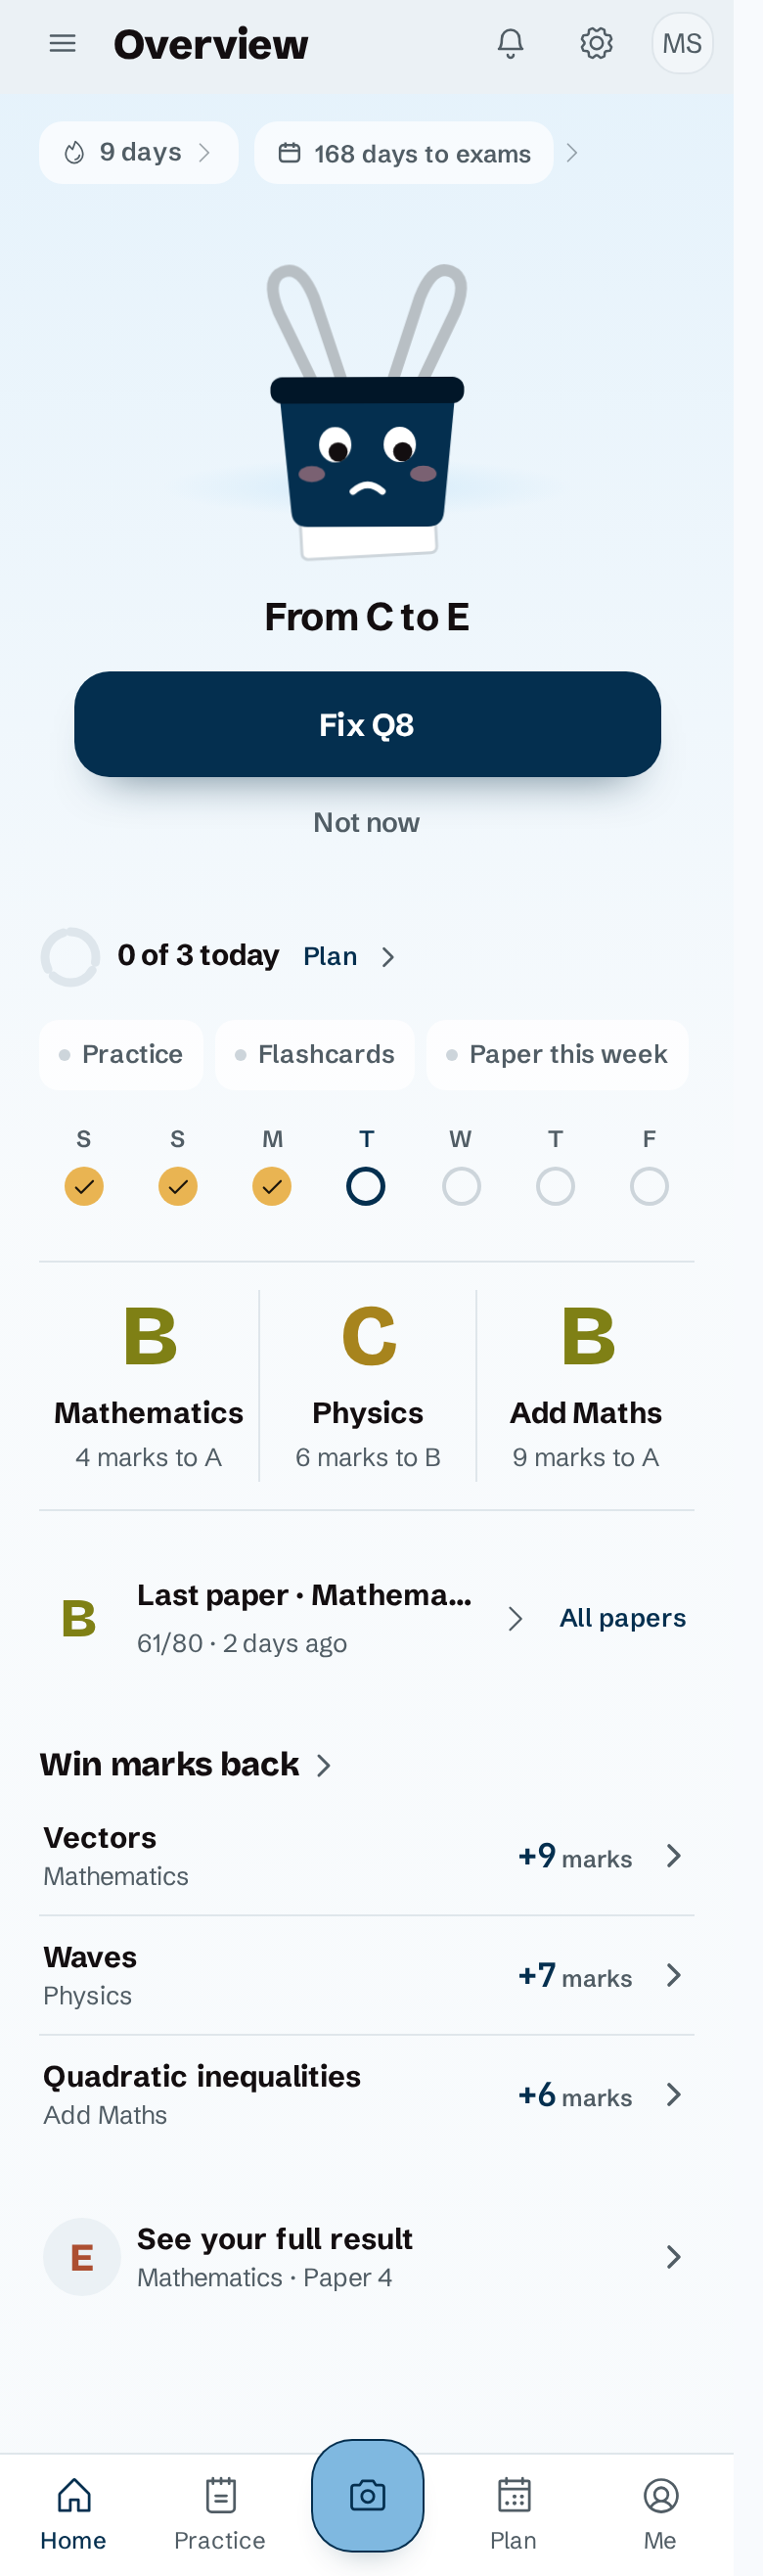 Overview
MS
9 days
168 days to exams
From C to E
Fix Q8
Not now
0 of 3 today Plan
Practice Flashcards Paper this week
S S M T W T F
B C B
Mathematics Physics Add Maths
4 marks to A 6 marks to B 9 marks to A
B
Last paper · Mathema...
61/80 · 2 days ago
All papers
Win marks back
Vectors
Mathematics
+9 marks
Waves
Physics
+7 marks
Quadratic inequalities
Add Maths
+6 marks
E
See your full result
Mathematics · Paper 4
Home Practice Plan Me